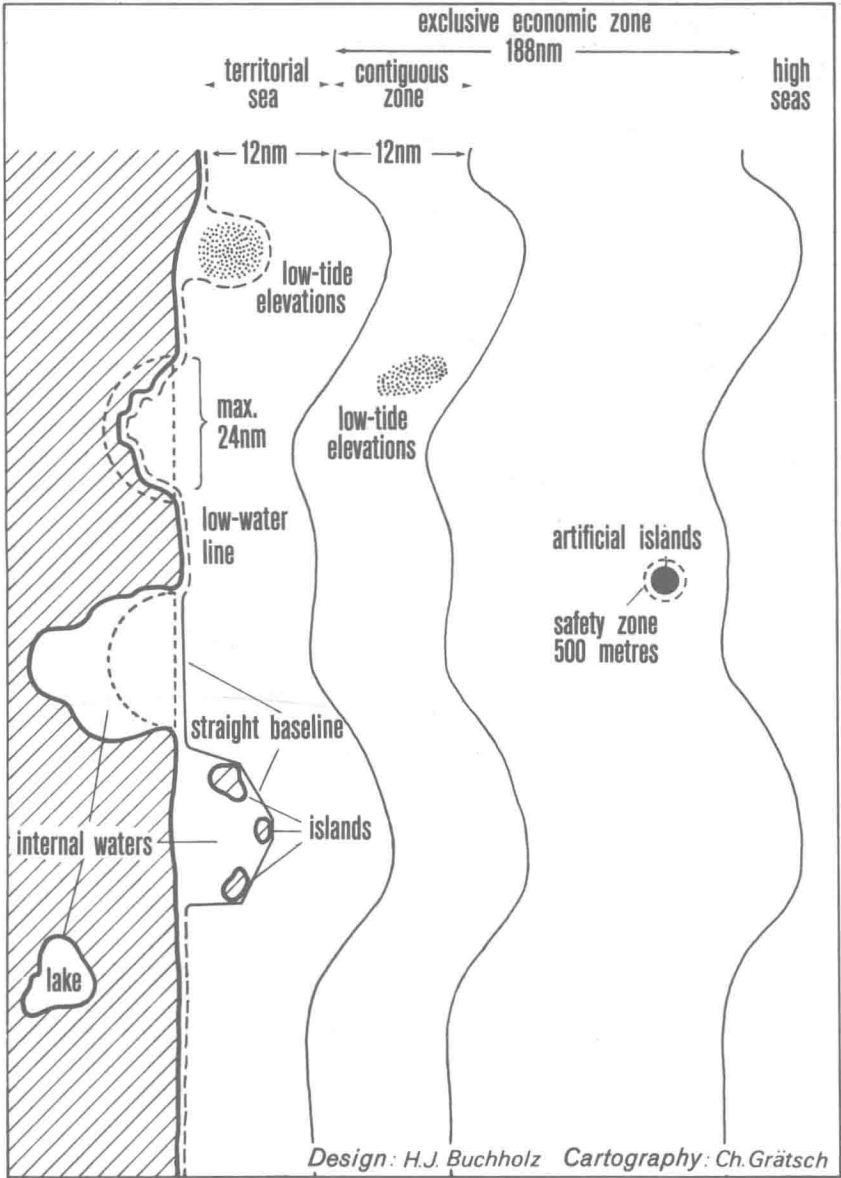 exclusive economic zone
188nm
territorial
sea
contiguous
zone
high
seas
12nm
12nm
low-tide
elevations
max.
24nm
low-tide
elevations
low-water
line
artificial islands
safety zone
500 metres
straight baseline
internal waters
islands
lake
Design: H.J. Buchholz Cartography: Ch. Grätsch